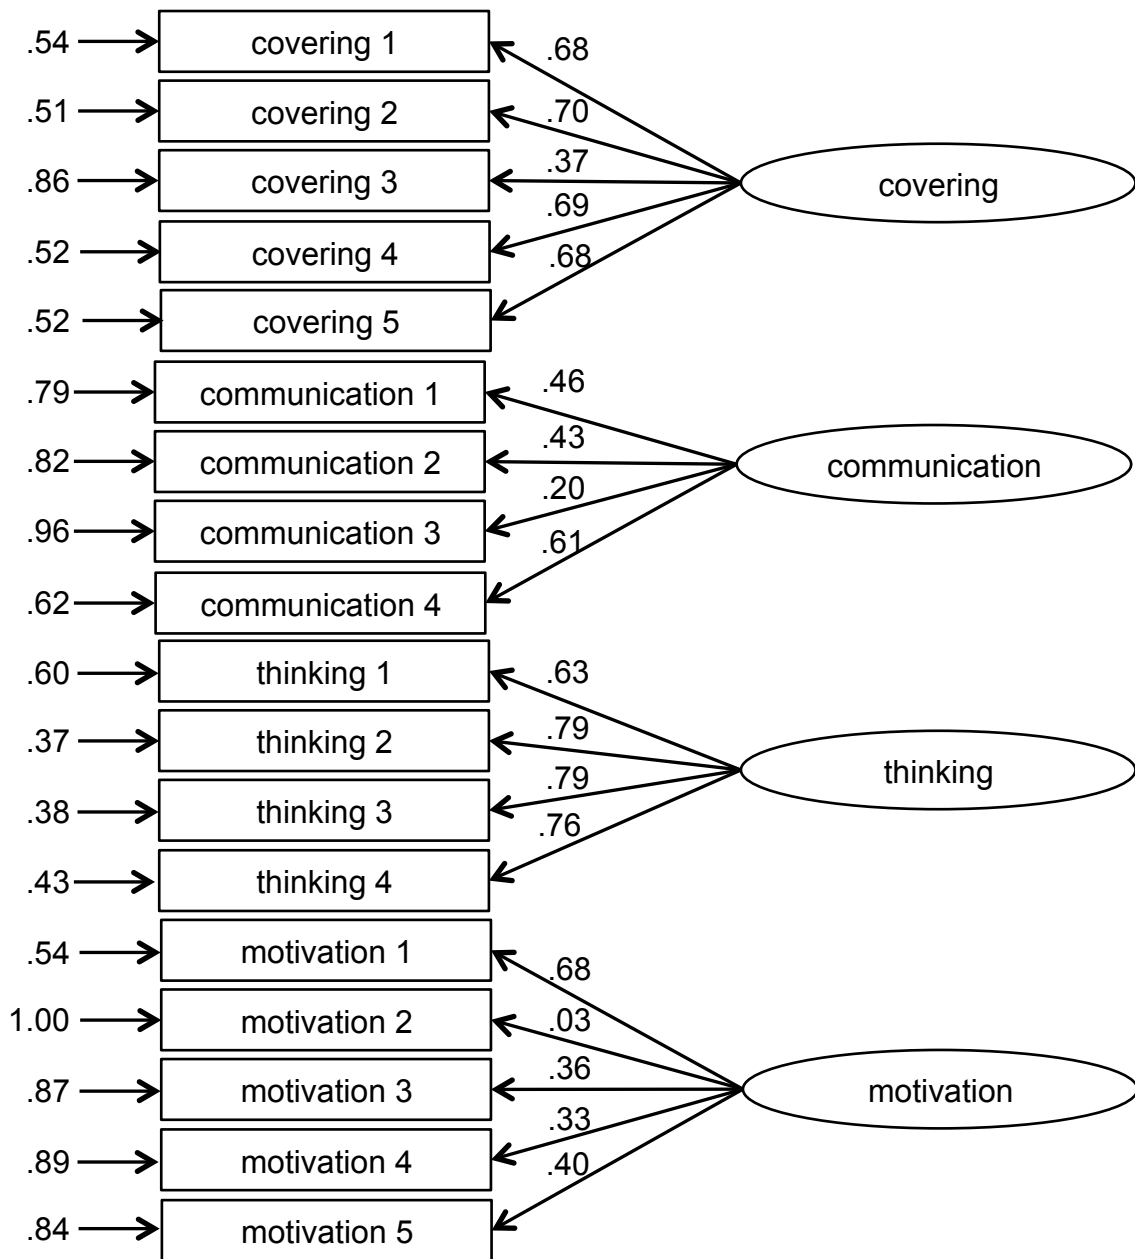 .54 covering 1 .68
.51 covering 2 .70
.86 covering 3 .37 covering
.52 covering 4 .69
.52 covering 5 .68
.79 communication 1 .46
.82 communication 2 .43 communication
.96 communication 3 .20
.62 communication 4 .61
.60 thinking 1 .63
.37 thinking 2 .79 thinking
.38 thinking 3 .79
.43 thinking 4 .76
.54 motivation 1 .68
1.00 motivation 2 .03
.87 motivation 3 .36 motivation
.89 motivation 4 .33
.84 motivation 5 .40